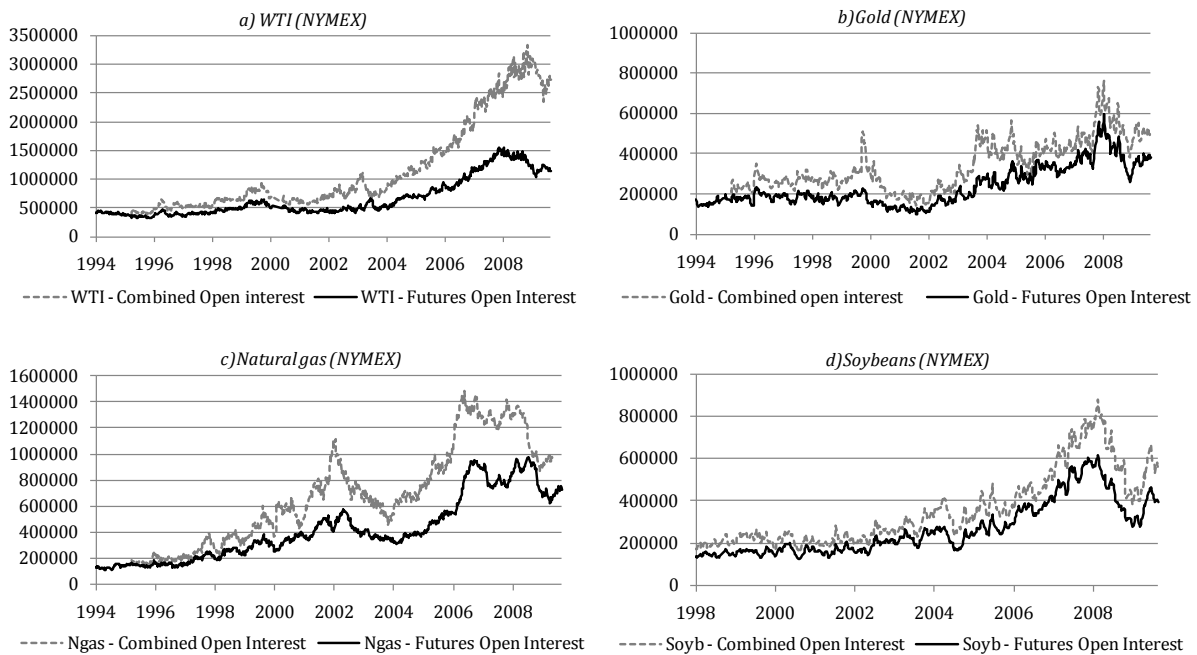 a) WTI (NYMEX)
3500000
3000000
2500000
2000000
1500000
1000000
500000
0
1994 1996 1998 2000 2002 2004 2006 2008
WTI - Combined Open interest WTI - Futures Open Interest
b) Gold (NYMEX)
1000000
800000
600000
400000
200000
0
1994 1996 1998 2000 2002 2004 2006 2008
Gold - Combined open interest Gold - Futures Open Interest
c) Natural gas (NYMEX)
1600000
1400000
1200000
1000000
800000
600000
400000
200000
0
1994 1996 1998 2000 2002 2004 2006 2008
Ngas - Combined Open Interest Ngas - Futures Open Interest
d) Soybeans (NYMEX)
1000000
800000
600000
400000
200000
0
1998 2000 2002 2004 2006 2008
Soyb - Combined Open Interest Soyb - Futures Open Interest